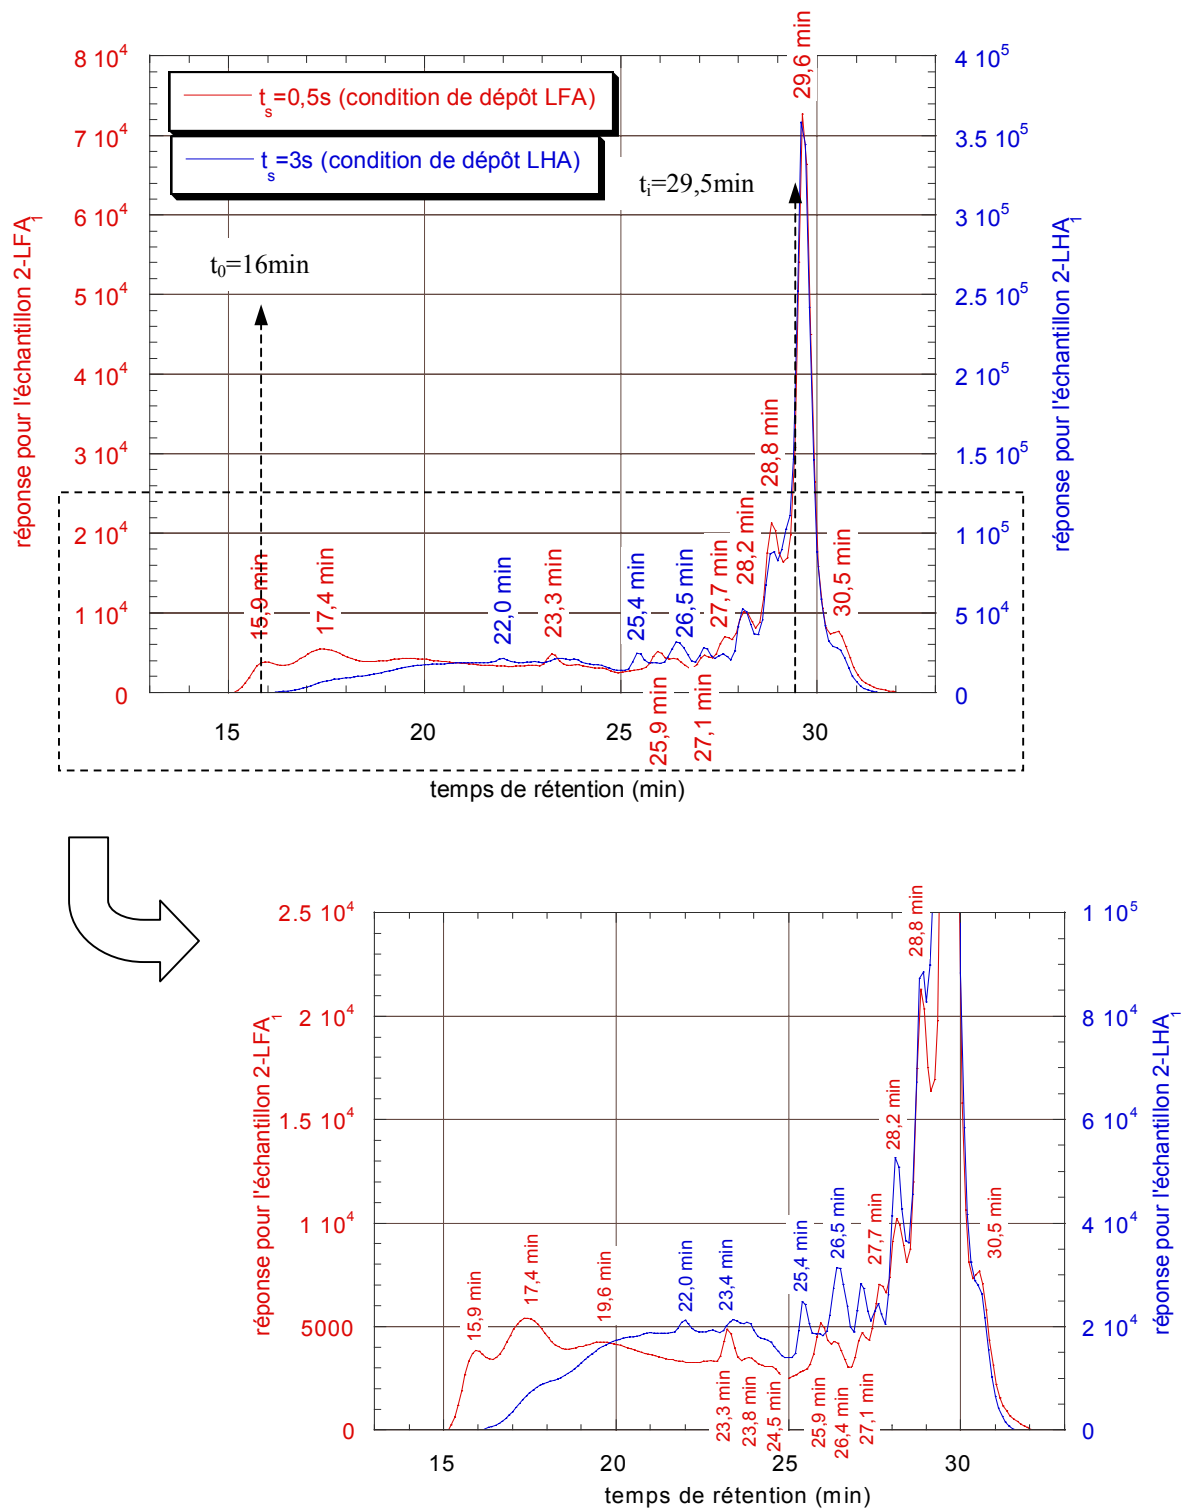 29,6 min
8 10⁴
4 10⁵
tₛ=0,5s (condition de dépôt LFA)
7 10⁴
3.5 10⁵
tₛ=3s (condition de dépôt LHA)
tᵢ=29,5min
6 10⁴
3 10⁵
réponse pour l'échantillon 2-LFA₁
réponse pour l'échantillon 2-LHA₁
t₀=16min
5 10⁴
2.5 10⁵
4 10⁴
2 10⁵
28,8 min
3 10⁴
1.5 10⁵
28,2 min
2 10⁴
1 10⁵
15,9 min
17,4 min
22,0 min
23,3 min
25,4 min
26,5 min
27,7 min
30,5 min
1 10⁴
5 10⁴
0
0
25,9 min
27,1 min
15
20
25
30
temps de rétention (min)
2.5 10⁴
28,8 min
1 10⁵
2 10⁴
8 10⁴
réponse pour l'échantillon 2-LFA₁
réponse pour l'échantillon 2-LHA₁
1.5 10⁴
28,2 min
6 10⁴
1 10⁴
4 10⁴
15,9 min
17,4 min
19,6 min
22,0 min
23,4 min
25,4 min
26,5 min
27,7 min
30,5 min
5000
2 10⁴
0
0
23,3 min
23,8 min
24,5 min
25,9 min
26,4 min
27,1 min
15
20
25
30
temps de rétention (min)